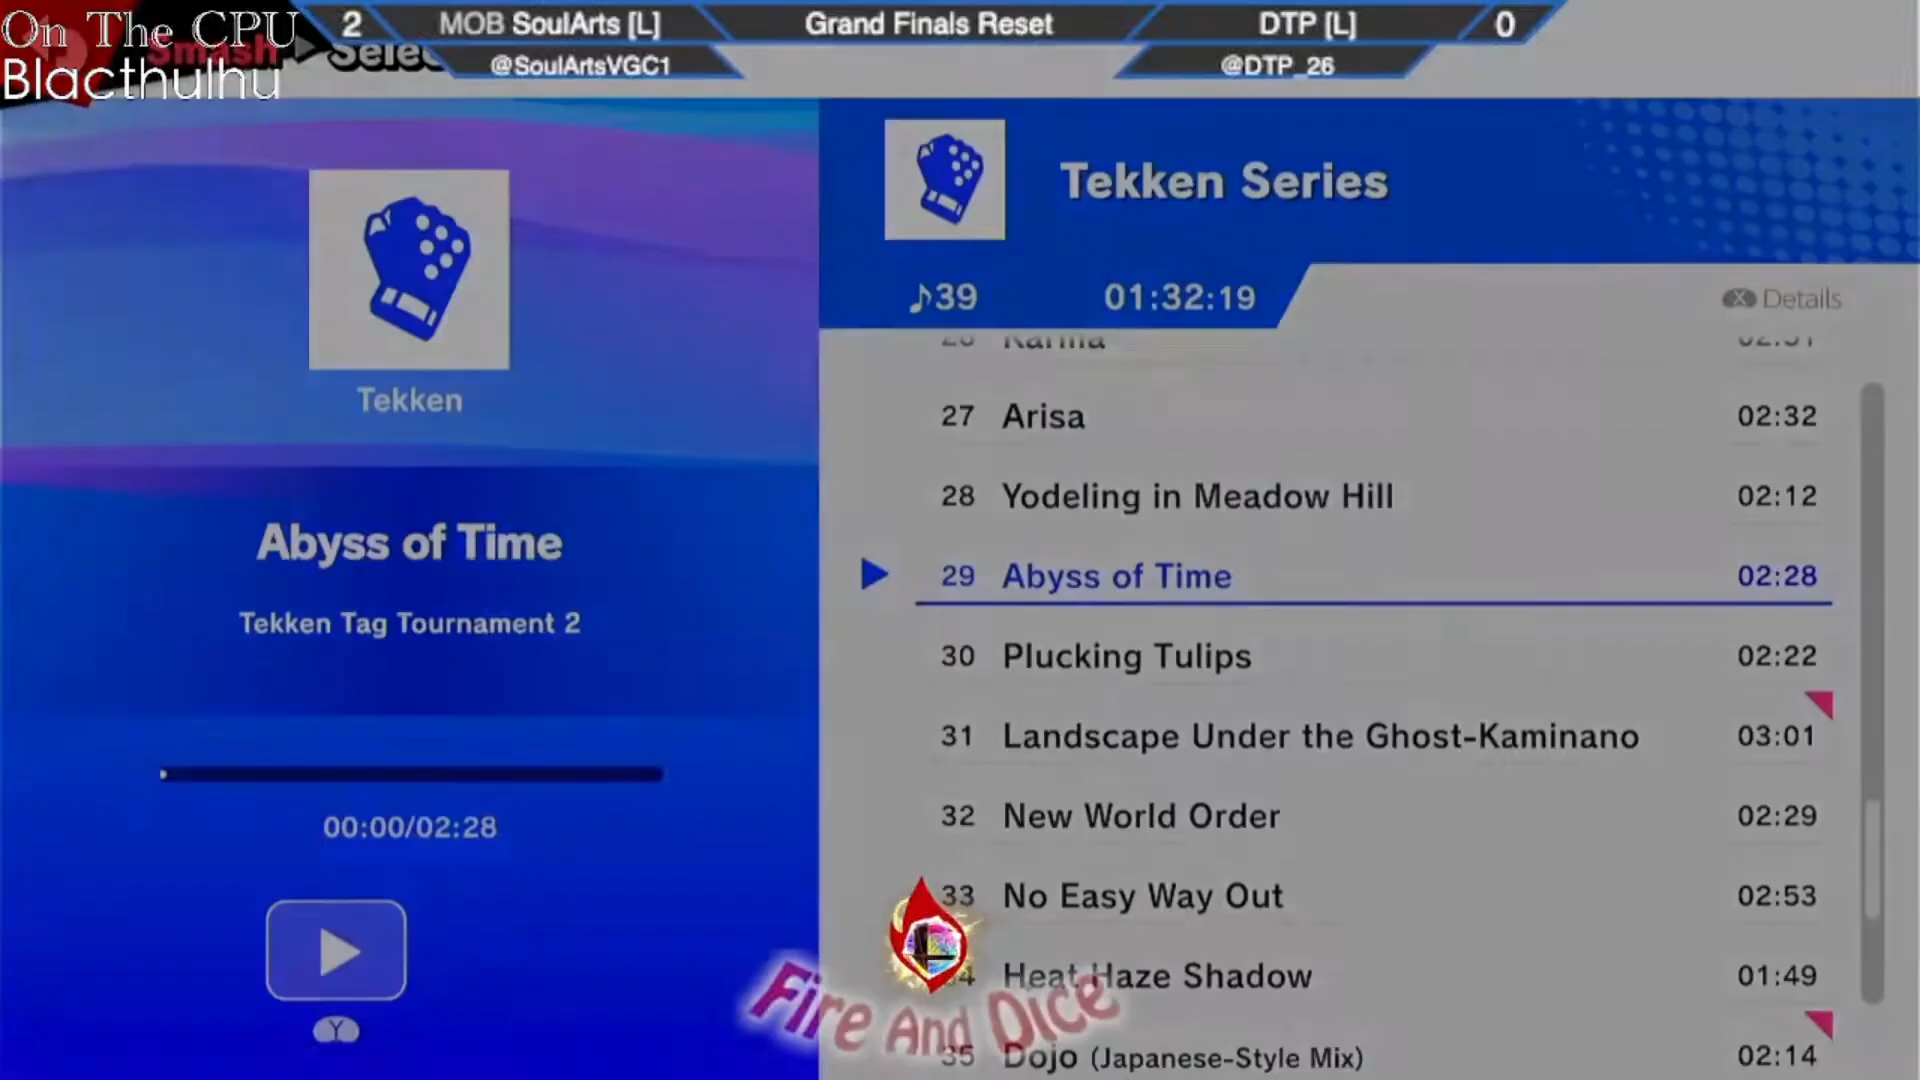 On The CPU
Blacthulhu
Smash
Selec
2
MOB SoulArts [L]
Grand Finals Reset
DTP [L]
0
@SoulArtsVGC1
@DTP_26
Tekken
Abyss of Time
Tekken Tag Tournament 2
00:00/02:28
Y
Tekken Series
♪39
01:32:19
X Details
Karma
27 Arisa 02:32
28 Yodeling in Meadow Hill 02:12
29 Abyss of Time 02:28
30 Plucking Tulips 02:22
31 Landscape Under the Ghost-Kaminano 03:01
32 New World Order 02:29
33 No Easy Way Out 02:53
34 Heat Haze Shadow 01:49
35 Dojo (Japanese-Style Mix) 02:14
Fire And Dice